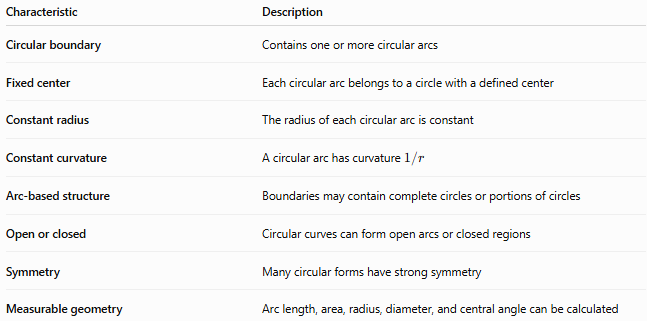 Characteristic Description
Circular boundary Contains one or more circular arcs
Fixed center Each circular arc belongs to a circle with a defined center
Constant radius The radius of each circular arc is constant
Constant curvature A circular arc has curvature 1/r
Arc-based structure Boundaries may contain complete circles or portions of circles
Open or closed Circular curves can form open arcs or closed regions
Symmetry Many circular forms have strong symmetry
Measurable geometry Arc length, area, radius, diameter, and central angle can be calculated